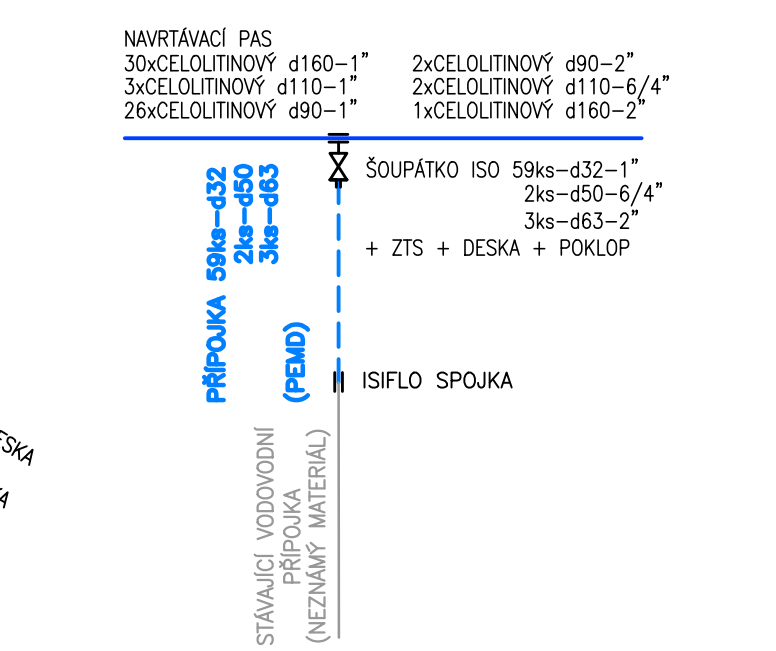 NAVRTÁVACÍ PAS
30xCELOLITINOVÝ d160-1"
3xCELOLITINOVÝ d110-1"
26xCELOLITINOVÝ d90-1"
2xCELOLITINOVÝ d90-2"
2xCELOLITINOVÝ d110-6/4"
1xCELOLITINOVÝ d160-2"
ŠOUPÁTKO ISO 59ks-d32-1"
2ks-d50-6/4"
3ks-d63-2"
+ ZTS + DESKA + POKLOP
PŘÍPOJKA 59ks-d32
2ks-d50
3ks-d63
(PEMD)
ISIFLO SPOJKA
STÁVAJÍCÍ VODOVODNÍ
PŘÍPOJKA
(NEZNÁMÝ MATERIÁL)